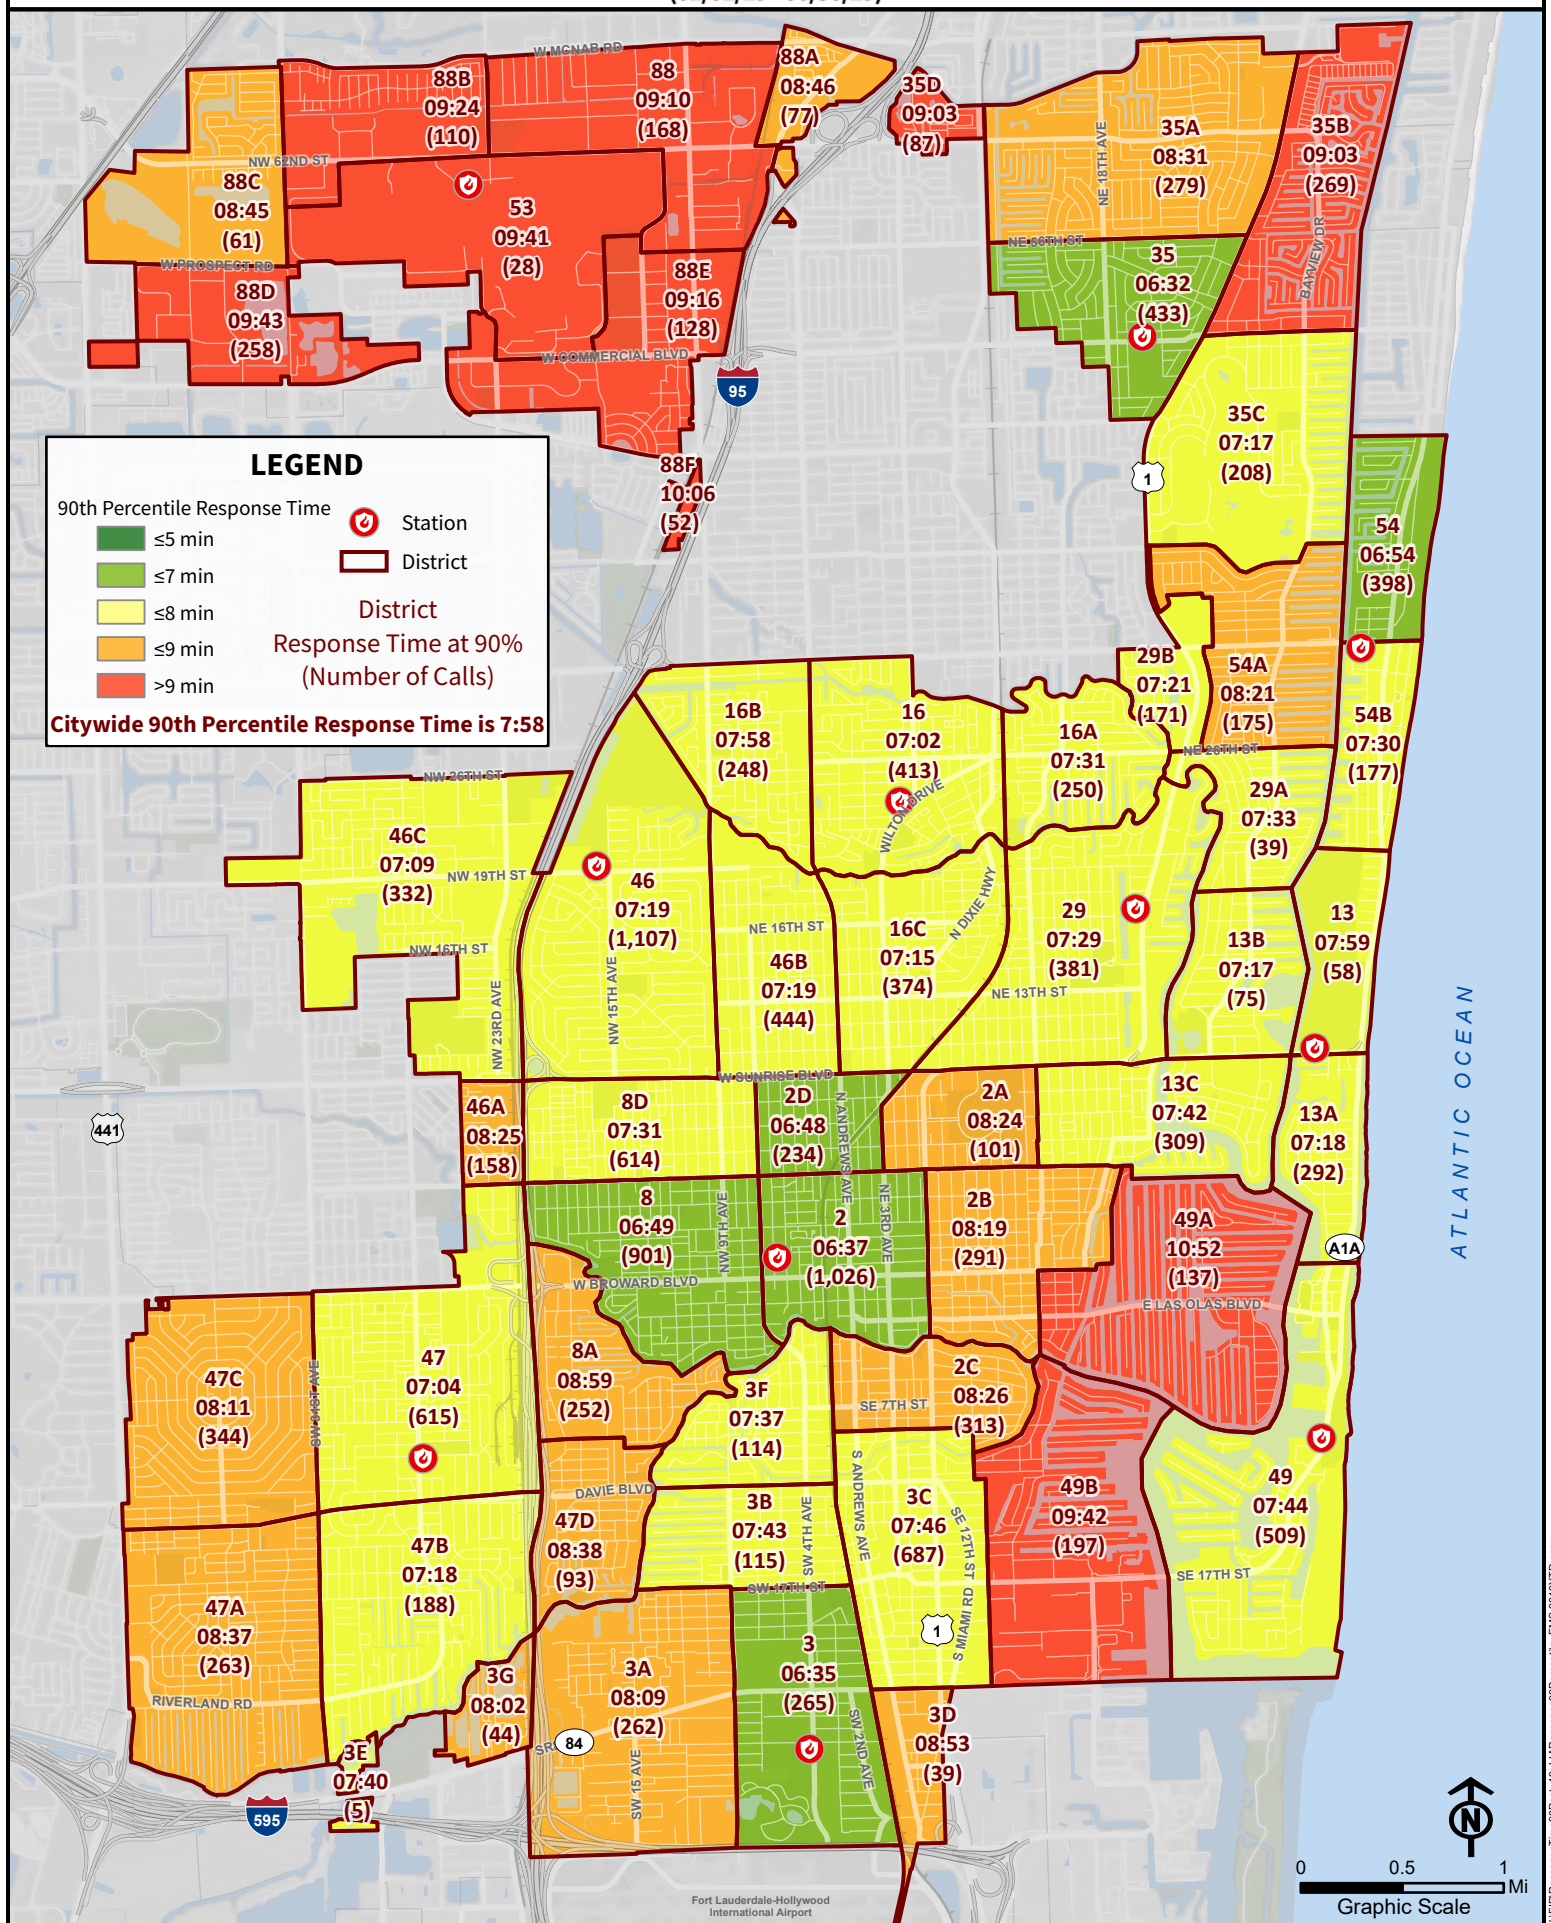 W MCNAB RD
88A
08:46
(77)
88B
09:24
(110)
88
09:10
(168)
35D
09:03
(87)
35A
08:31
(279)
NE 18TH AVE
35B
09:03
(269)
NW 62ND ST
88C
08:45
(61)
53
09:41
(28)
NE 56TH ST
35
06:32
(433)
BAYVIEW DR
W PROSPECT RD
88D
09:43
(258)
88E
09:16
(128)
W COMMERCIAL BLVD
95
35C
07:17
(208)
1
88F
10:06
(52)
54
06:54
(398)
LEGEND
90th Percentile Response Time
≤5 min
≤7 min
≤8 min
≤9 min
>9 min
Station
District
District
Response Time at 90%
(Number of Calls)
Citywide 90th Percentile Response Time is 7:58
29B
07:21
(171)
54A
08:21
(175)
54B
07:30
(177)
16B
07:58
(248)
16
07:02
(413)
WILTON DRIVE
16A
07:31
(250)
NE 26TH ST
29A
07:33
(39)
NW 26TH ST
46C
07:09
(332)
NW 19TH ST
NW 16TH ST
NW 23RD AVE
46
07:19
(1,107)
NW 15TH AVE
NE 16TH ST
46B
07:19
(444)
16C
07:15
(374)
N DIXIE HWY
29
07:29
(381)
NE 13TH ST
13B
07:17
(75)
13
07:59
(58)
ATLANTIC OCEAN
W SUNRISE BLVD
441
46A
08:25
(158)
8D
07:31
(614)
2D
06:48
(234)
N ANDREWS AVE
2A
08:24
(101)
13C
07:42
(309)
13A
07:18
(292)
8
06:49
(901)
NW 9TH AVE
2
06:37
(1,026)
NE 3RD AVE
2B
08:19
(291)
49A
10:52
(137)
A1A
W BROWARD BLVD
E LAS OLAS BLVD
47C
08:11
(344)
SW 31ST AVE
47
07:04
(615)
8A
08:59
(252)
3F
07:37
(114)
2C
08:26
(313)
SE 7TH ST
DAVIE BLVD
47D
08:38
(93)
3B
07:43
(115)
SW 4TH AVE
S ANDREWS AVE
3C
07:46
(687)
SE 12TH ST
S MIAMI RD
49B
09:42
(197)
49
07:44
(509)
SE 17TH ST
47B
07:18
(188)
SW 17TH ST
1
47A
08:37
(263)
RIVERLAND RD
3G
08:02
(44)
3A
08:09
(262)
3
06:35
(265)
SW 2ND AVE
3D
08:53
(39)
SR
84
SW 15 AVE
3E
07:40
(5)
595
N
0 0.5 1
Mi
Graphic Scale
Fort Lauderdale-Hollywood
International Airport